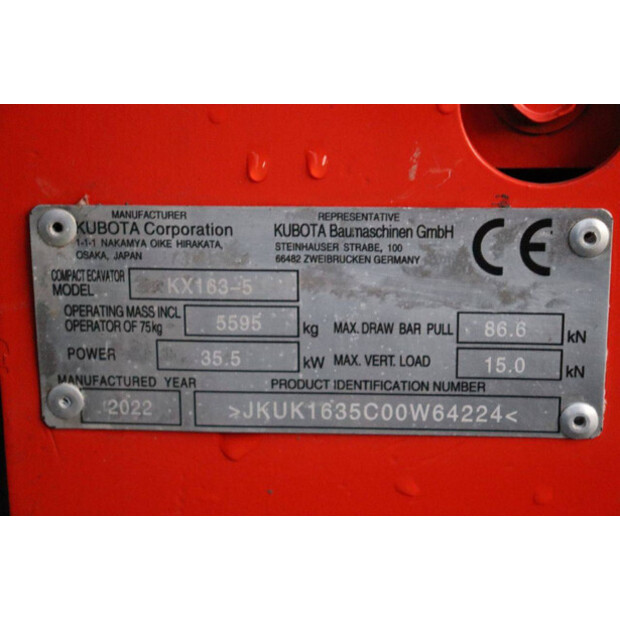 MANUFACTURER
KUBOTA Corporation
1-1-1 NAKAMYA OIKE HIRAKATA,
OSAKA, JAPAN
REPRESENTATIVE
KUBOTA Baumaschinen GmbH
STEINHAUSER STRABE, 100
66482 ZWEIBRUCKEN GERMANY
CE
COMPACT ECAVATOR
MODEL KX163-5
OPERATING MASS INCL
OPERATOR OF 75kg 5595 kg
MAX. DRAW BAR PULL 86.6 kN
POWER 35.5 kW
MAX. VERT. LOAD 15.0 kN
MANUFACTURED YEAR
2022
PRODUCT IDENTIFICATION NUMBER
>JKUK1635C00W64224<